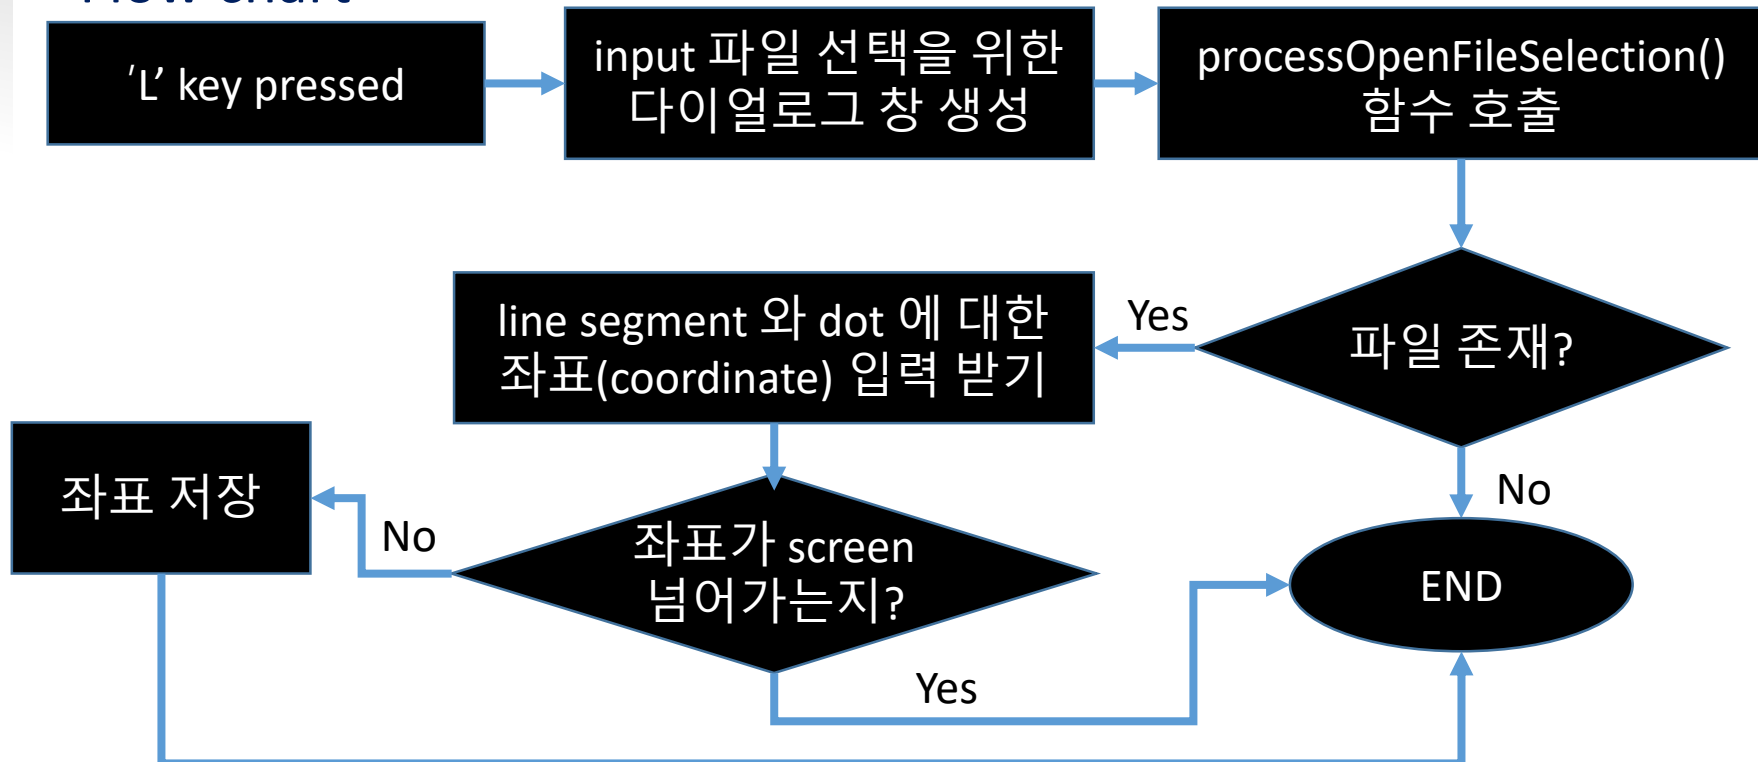 Flow chart
'L’ key pressed
input 파일 선택을 위한
다이얼로그 창 생성
processOpenFileSelection()
함수 호출
파일 존재?
Yes
line segment 와 dot 에 대한
좌표(coordinate) 입력 받기
No
좌표가 screen
넘어가는지?
No
좌표 저장
Yes
END